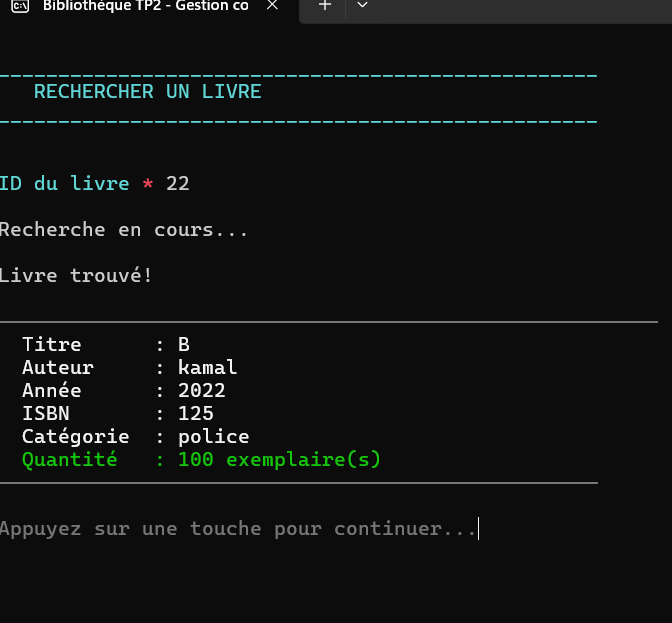 Bibliothèque TP2 - Gestion co
RECHERCHER UN LIVRE
ID du livre * 22
Recherche en cours...
Livre trouvé!
Titre : B
Auteur : kamal
Année : 2022
ISBN : 125
Catégorie : police
Quantité : 100 exemplaire(s)
Appuyez sur une touche pour continuer...